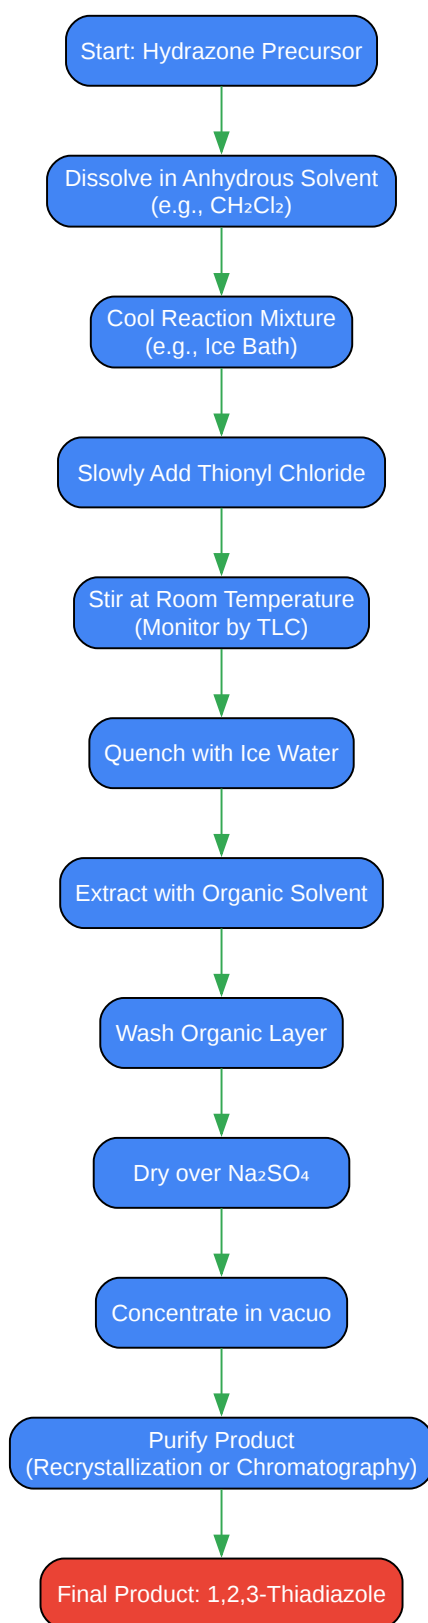 Start: Hydrazone Precursor
Dissolve in Anhydrous Solvent
(e.g., CH₂Cl₂)
Cool Reaction Mixture
(e.g., Ice Bath)
Slowly Add Thionyl Chloride
Stir at Room Temperature
(Monitor by TLC)
Quench with Ice Water
Extract with Organic Solvent
Wash Organic Layer
Dry over Na₂SO₄
Concentrate in vacuo
Purify Product
(Recrystallization or Chromatography)
Final Product: 1,2,3-Thiadiazole